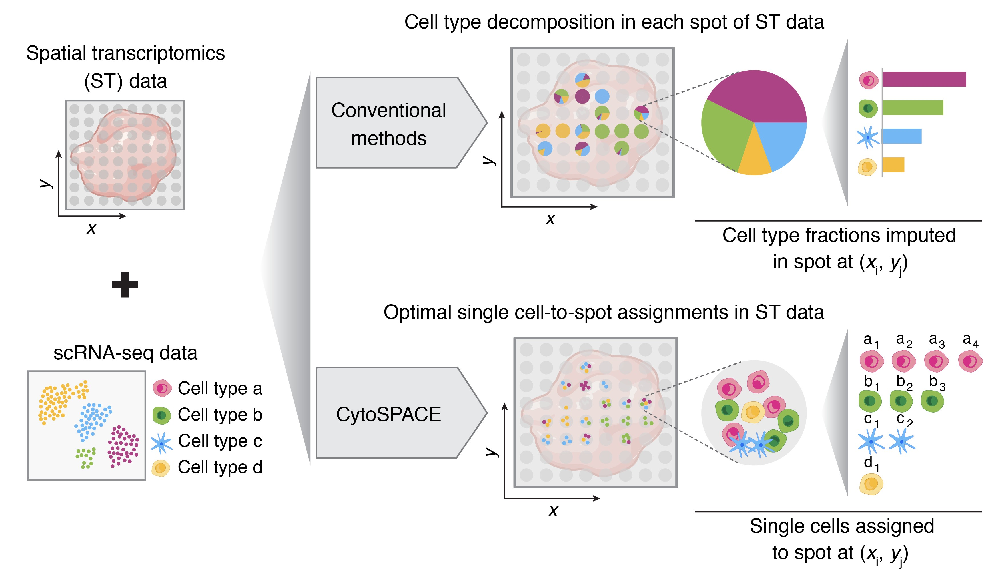 Spatial transcriptomics
(ST) data
y
x
scRNA-seq data
Cell type a
Cell type b
Cell type c
Cell type d
Cell type decomposition in each spot of ST data
Conventional
methods
y
x
Cell type fractions imputed
in spot at (xi, yj)
Optimal single cell-to-spot assignments in ST data
CytoSPACE
y
x
a1 a2 a3 a4
b1 b2 b3
c1 c2
d1
Single cells assigned
to spot at (xi, yj)